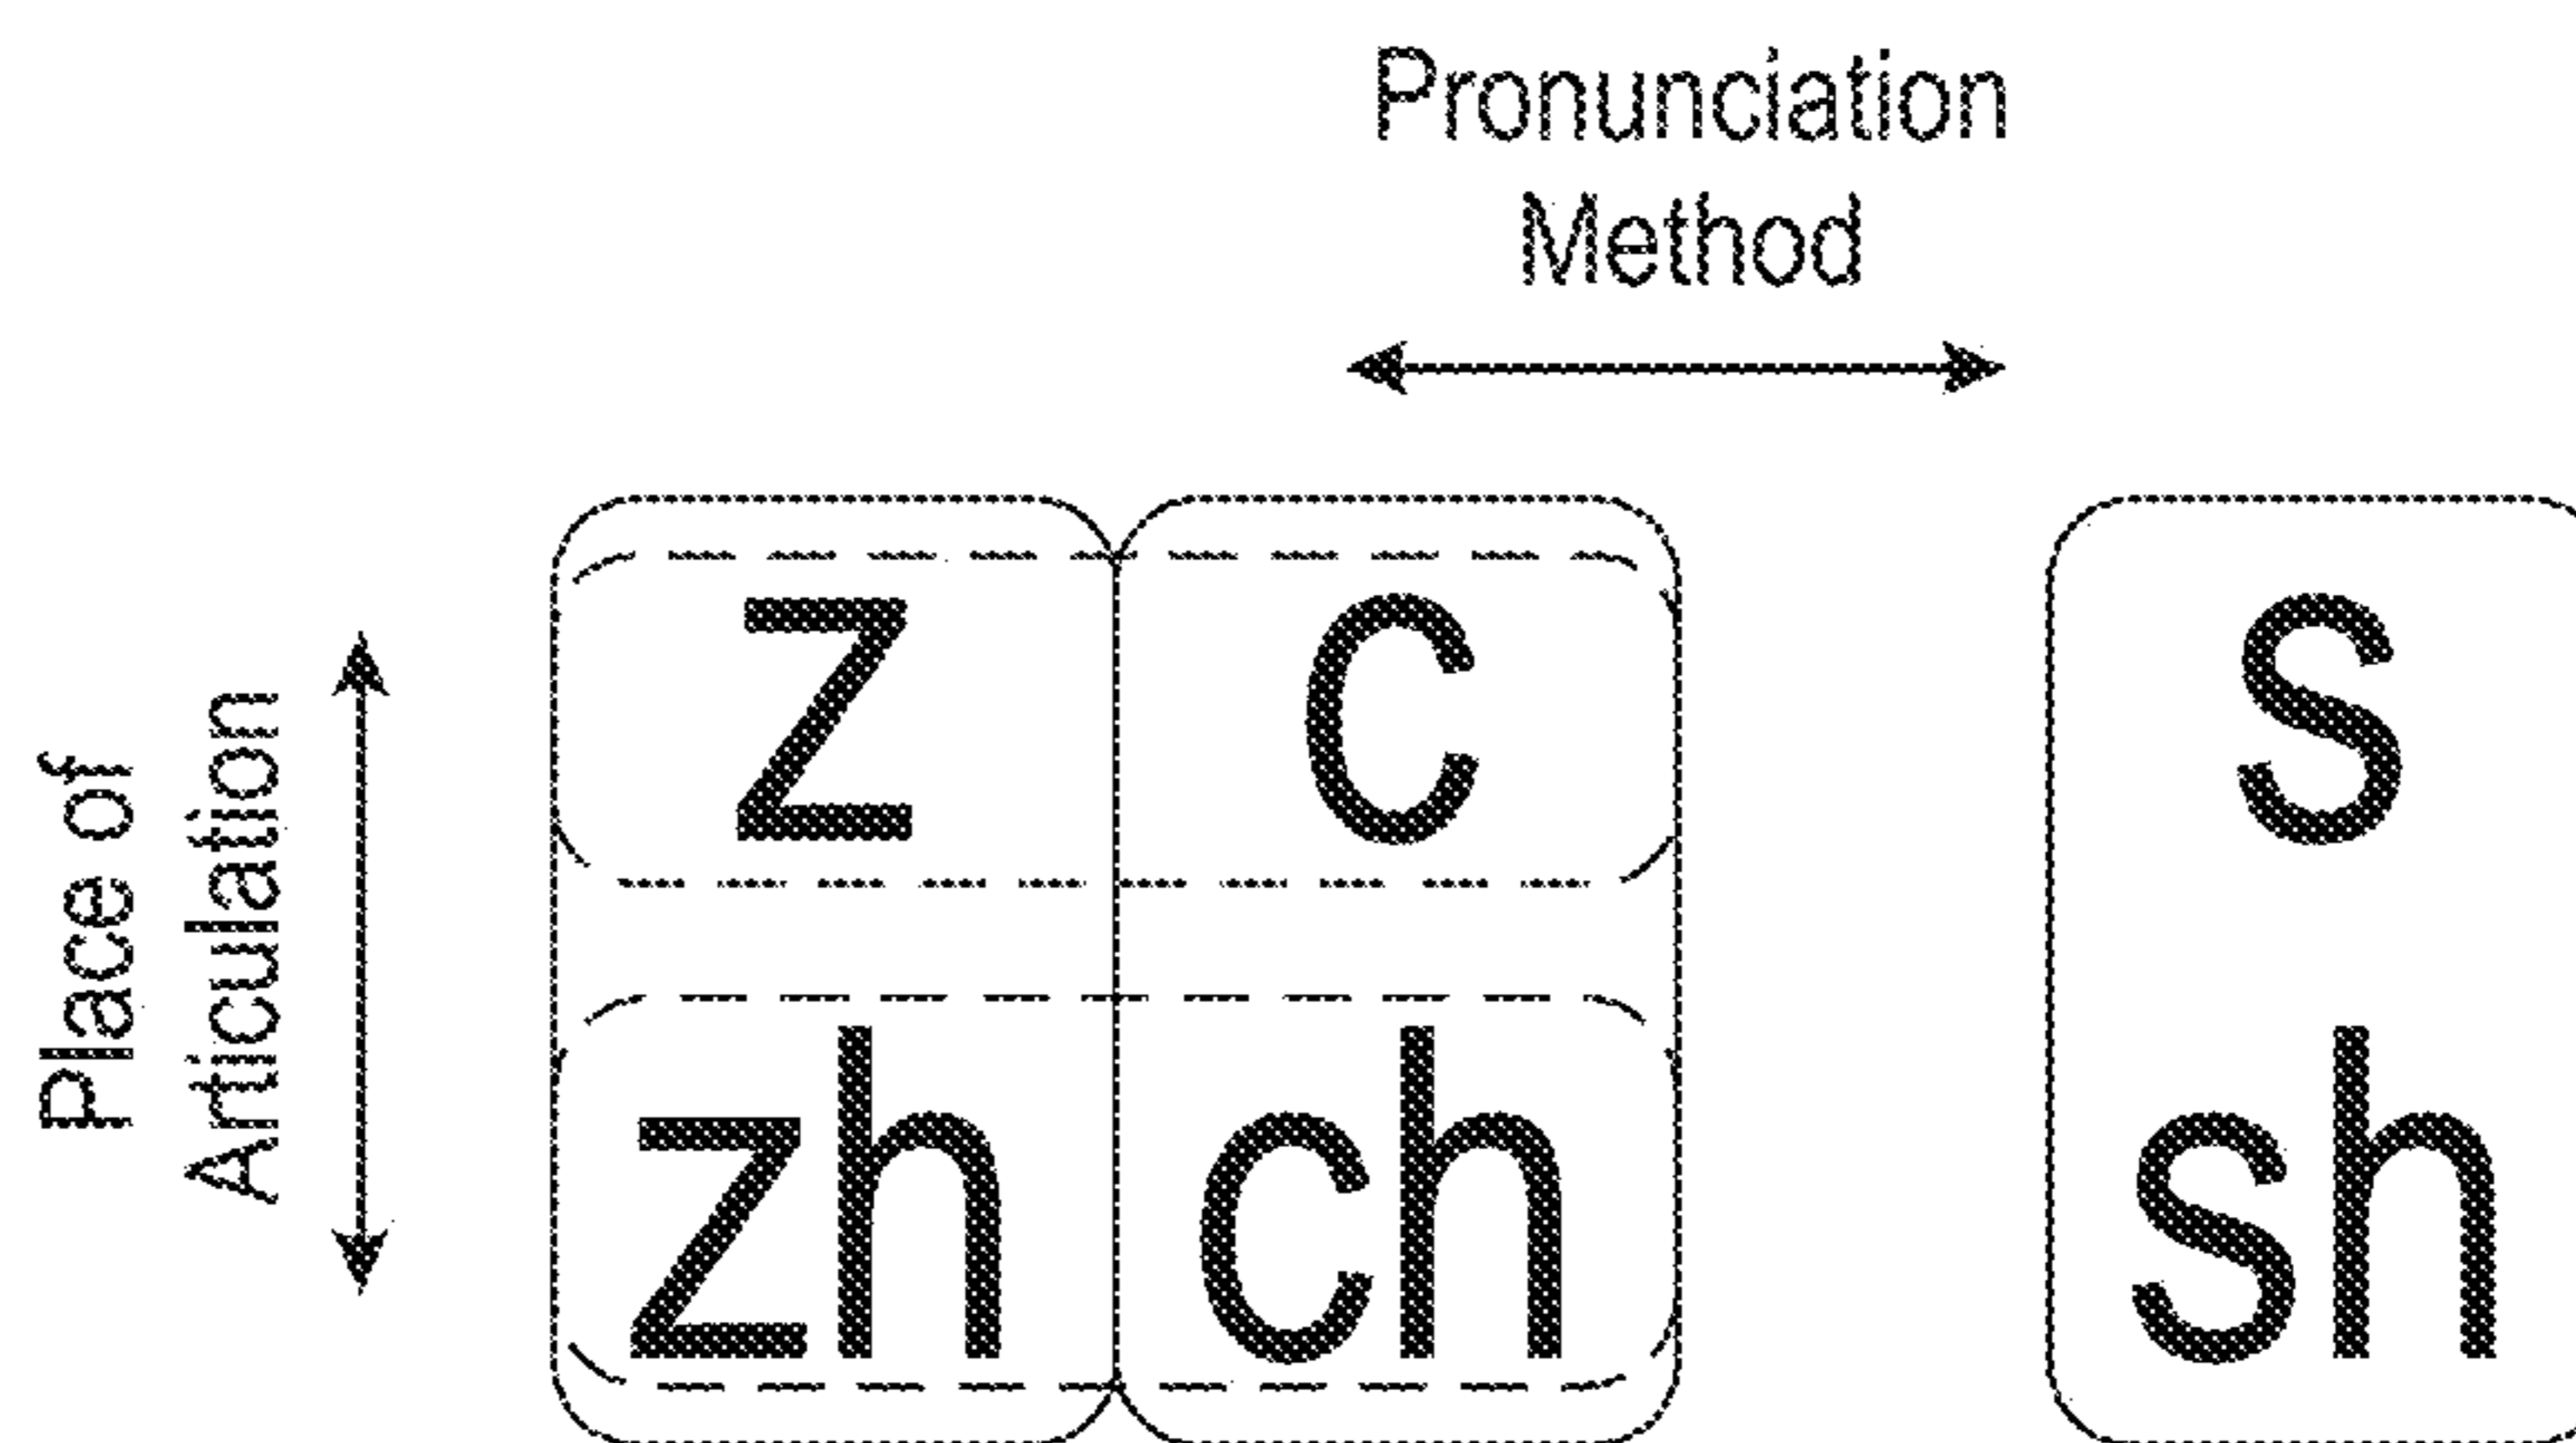 Pronunciation
Method
Place of
Articulation
z c s
zh ch sh